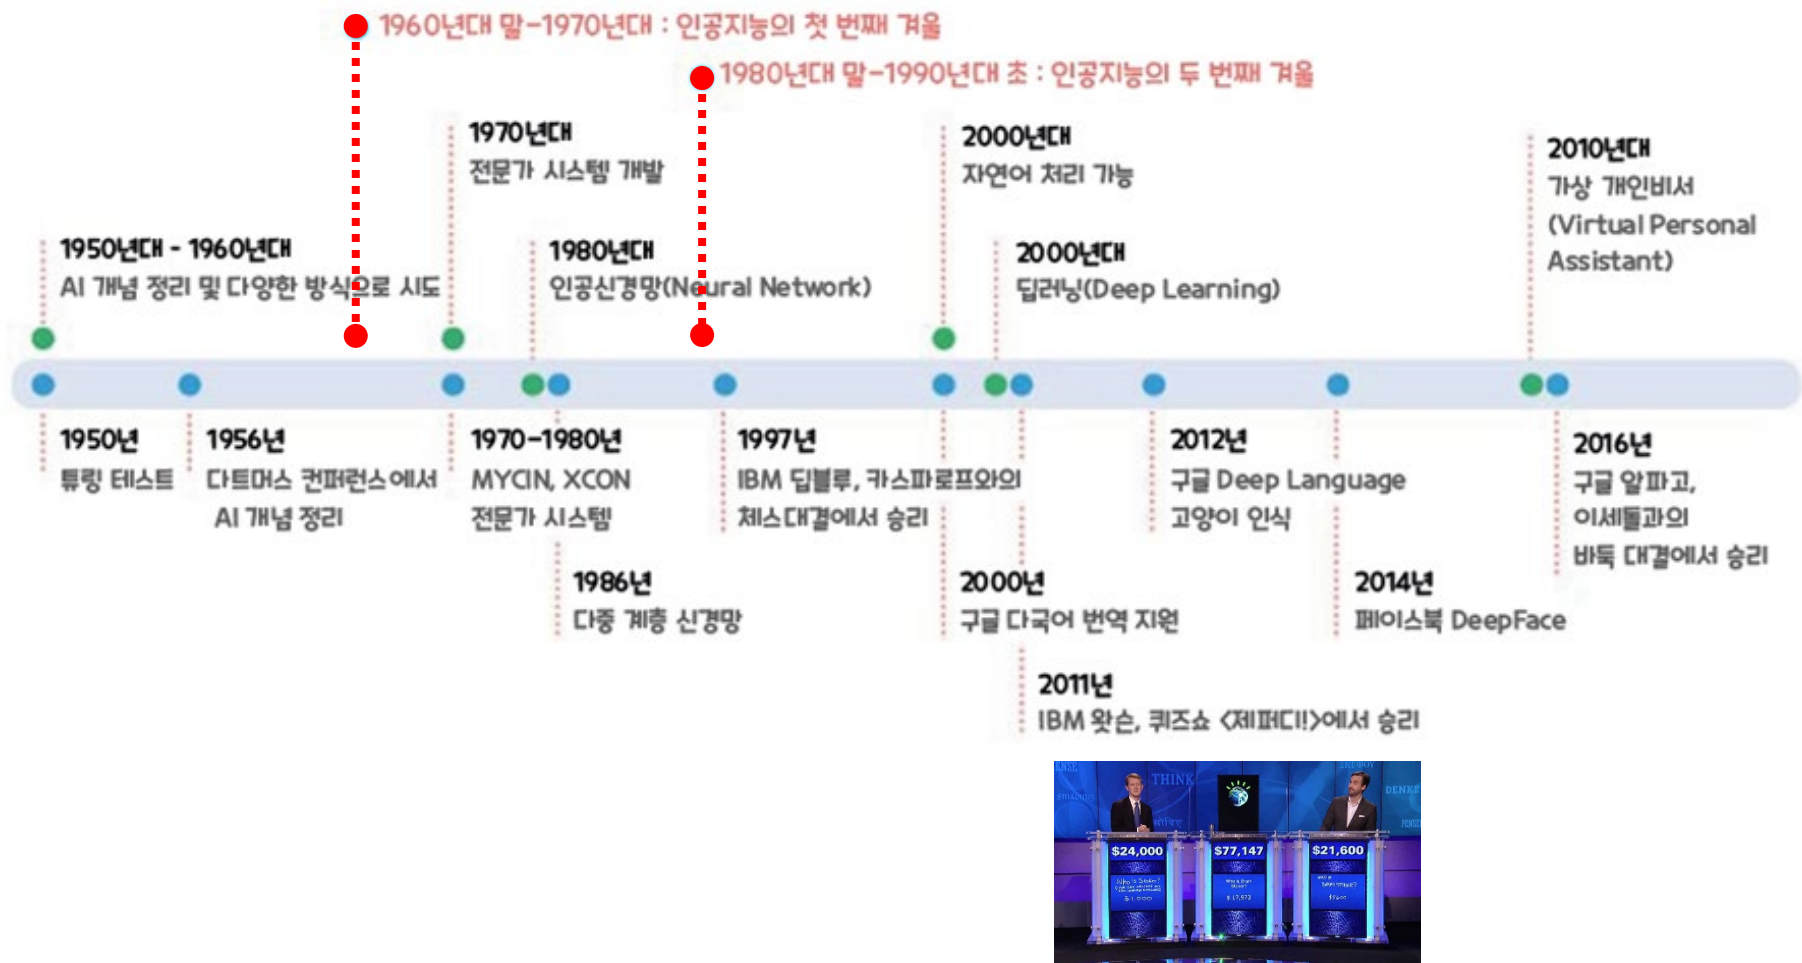 1960년대 말-1970년대 : 인공지능의 첫 번째 겨울
1980년대 말-1990년대 초 : 인공지능의 두 번째 겨울
1970년대
전문가 시스템 개발
2000년대
자연어 처리 가능
2010년대
가상 개인비서
(Virtual Personal
Assistant)
1950년대 - 1960년대
AI 개념 정리 및 다양한 방식으로 시도
1980년대
인공신경망(Neural Network)
2000년대
딥러닝(Deep Learning)
1950년
튜링 테스트
1956년
다트머스 컨퍼런스에서
AI 개념 정리
1970-1980년
MYCIN, XCON
전문가 시스템
1986년
다중 계층 신경망
1997년
IBM 딥블루, 카스파로프와의
체스대결에서 승리
2000년
구글 다국어 번역 지원
2011년
IBM 왓슨, 퀴즈쇼 <제퍼디!>에서 승리
2012년
구글 Deep Language
고양이 인식
2014년
페이스북 DeepFace
2016년
구글 알파고,
이세돌과의
바둑 대결에서 승리
THINK
DENKE
$24,000
$77,147
$21,600
$1,000
$17,973